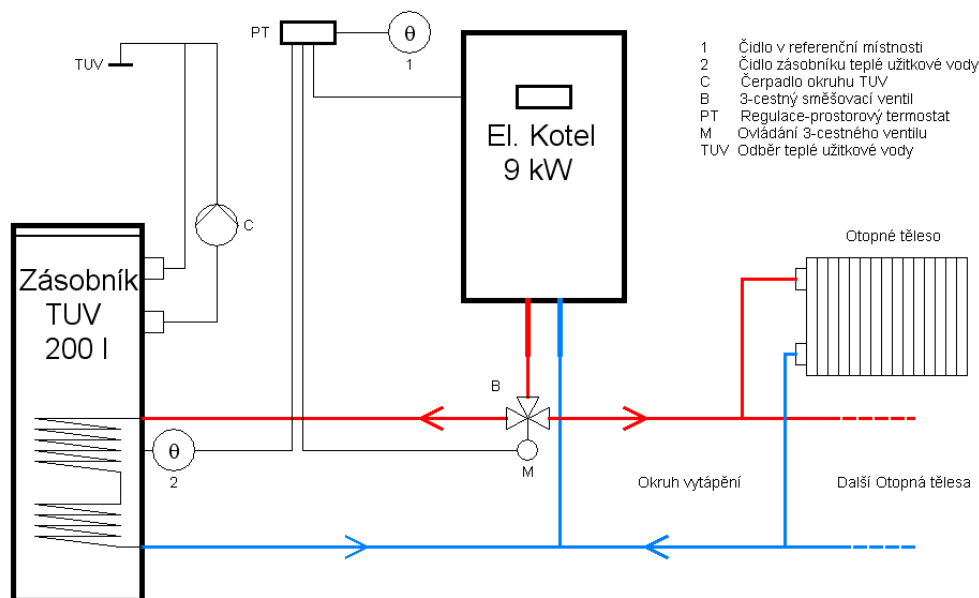 PT
θ
1
TUV
El. Kotel
9 kW
1 Čidlo v referenční místnosti
2 Čidlo zásobníku teplé užitkové vody
C Čerpadlo okruhu TUV
B 3-cestný směšovací ventil
PT Regulace-prostorový termostat
M Ovládání 3-cestného ventilu
TUV Odběr teplé užitkové vody
C
Otopné těleso
Zásobník
TUV
200 l
B
θ
2
M
Okruh vytápění
Další Otopná tělesa